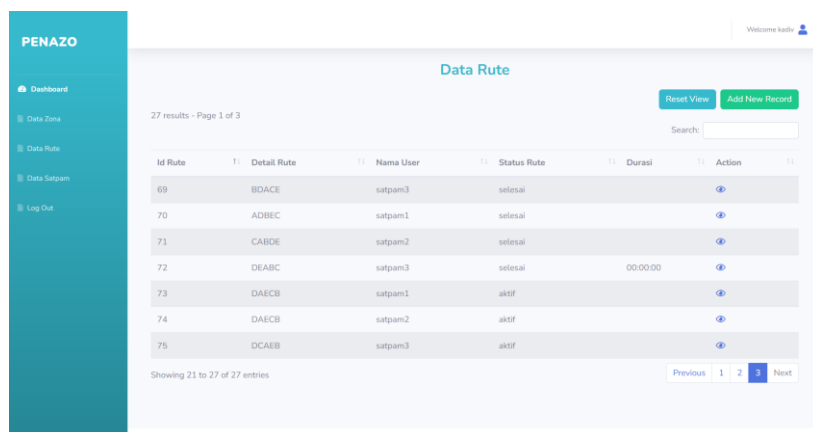 PENAZO
Welcome kadiv
Dashboard
Data Zona
Data Rute
Data Satpam
Log Out
Data Rute
Reset View Add New Record
27 results - Page 1 of 3
Search:
Id Rute Detail Rute Nama User Status Rute Durasi Action
69 BDACE satpam3 selesai
70 ADBEC satpam1 selesai
71 CABDE satpam2 selesai
72 DEABC satpam3 selesai 00:00:00
73 DAECB satpam1 aktif
74 DAECB satpam2 aktif
75 DCAEB satpam3 aktif
Showing 21 to 27 of 27 entries
Previous 1 2 3 Next